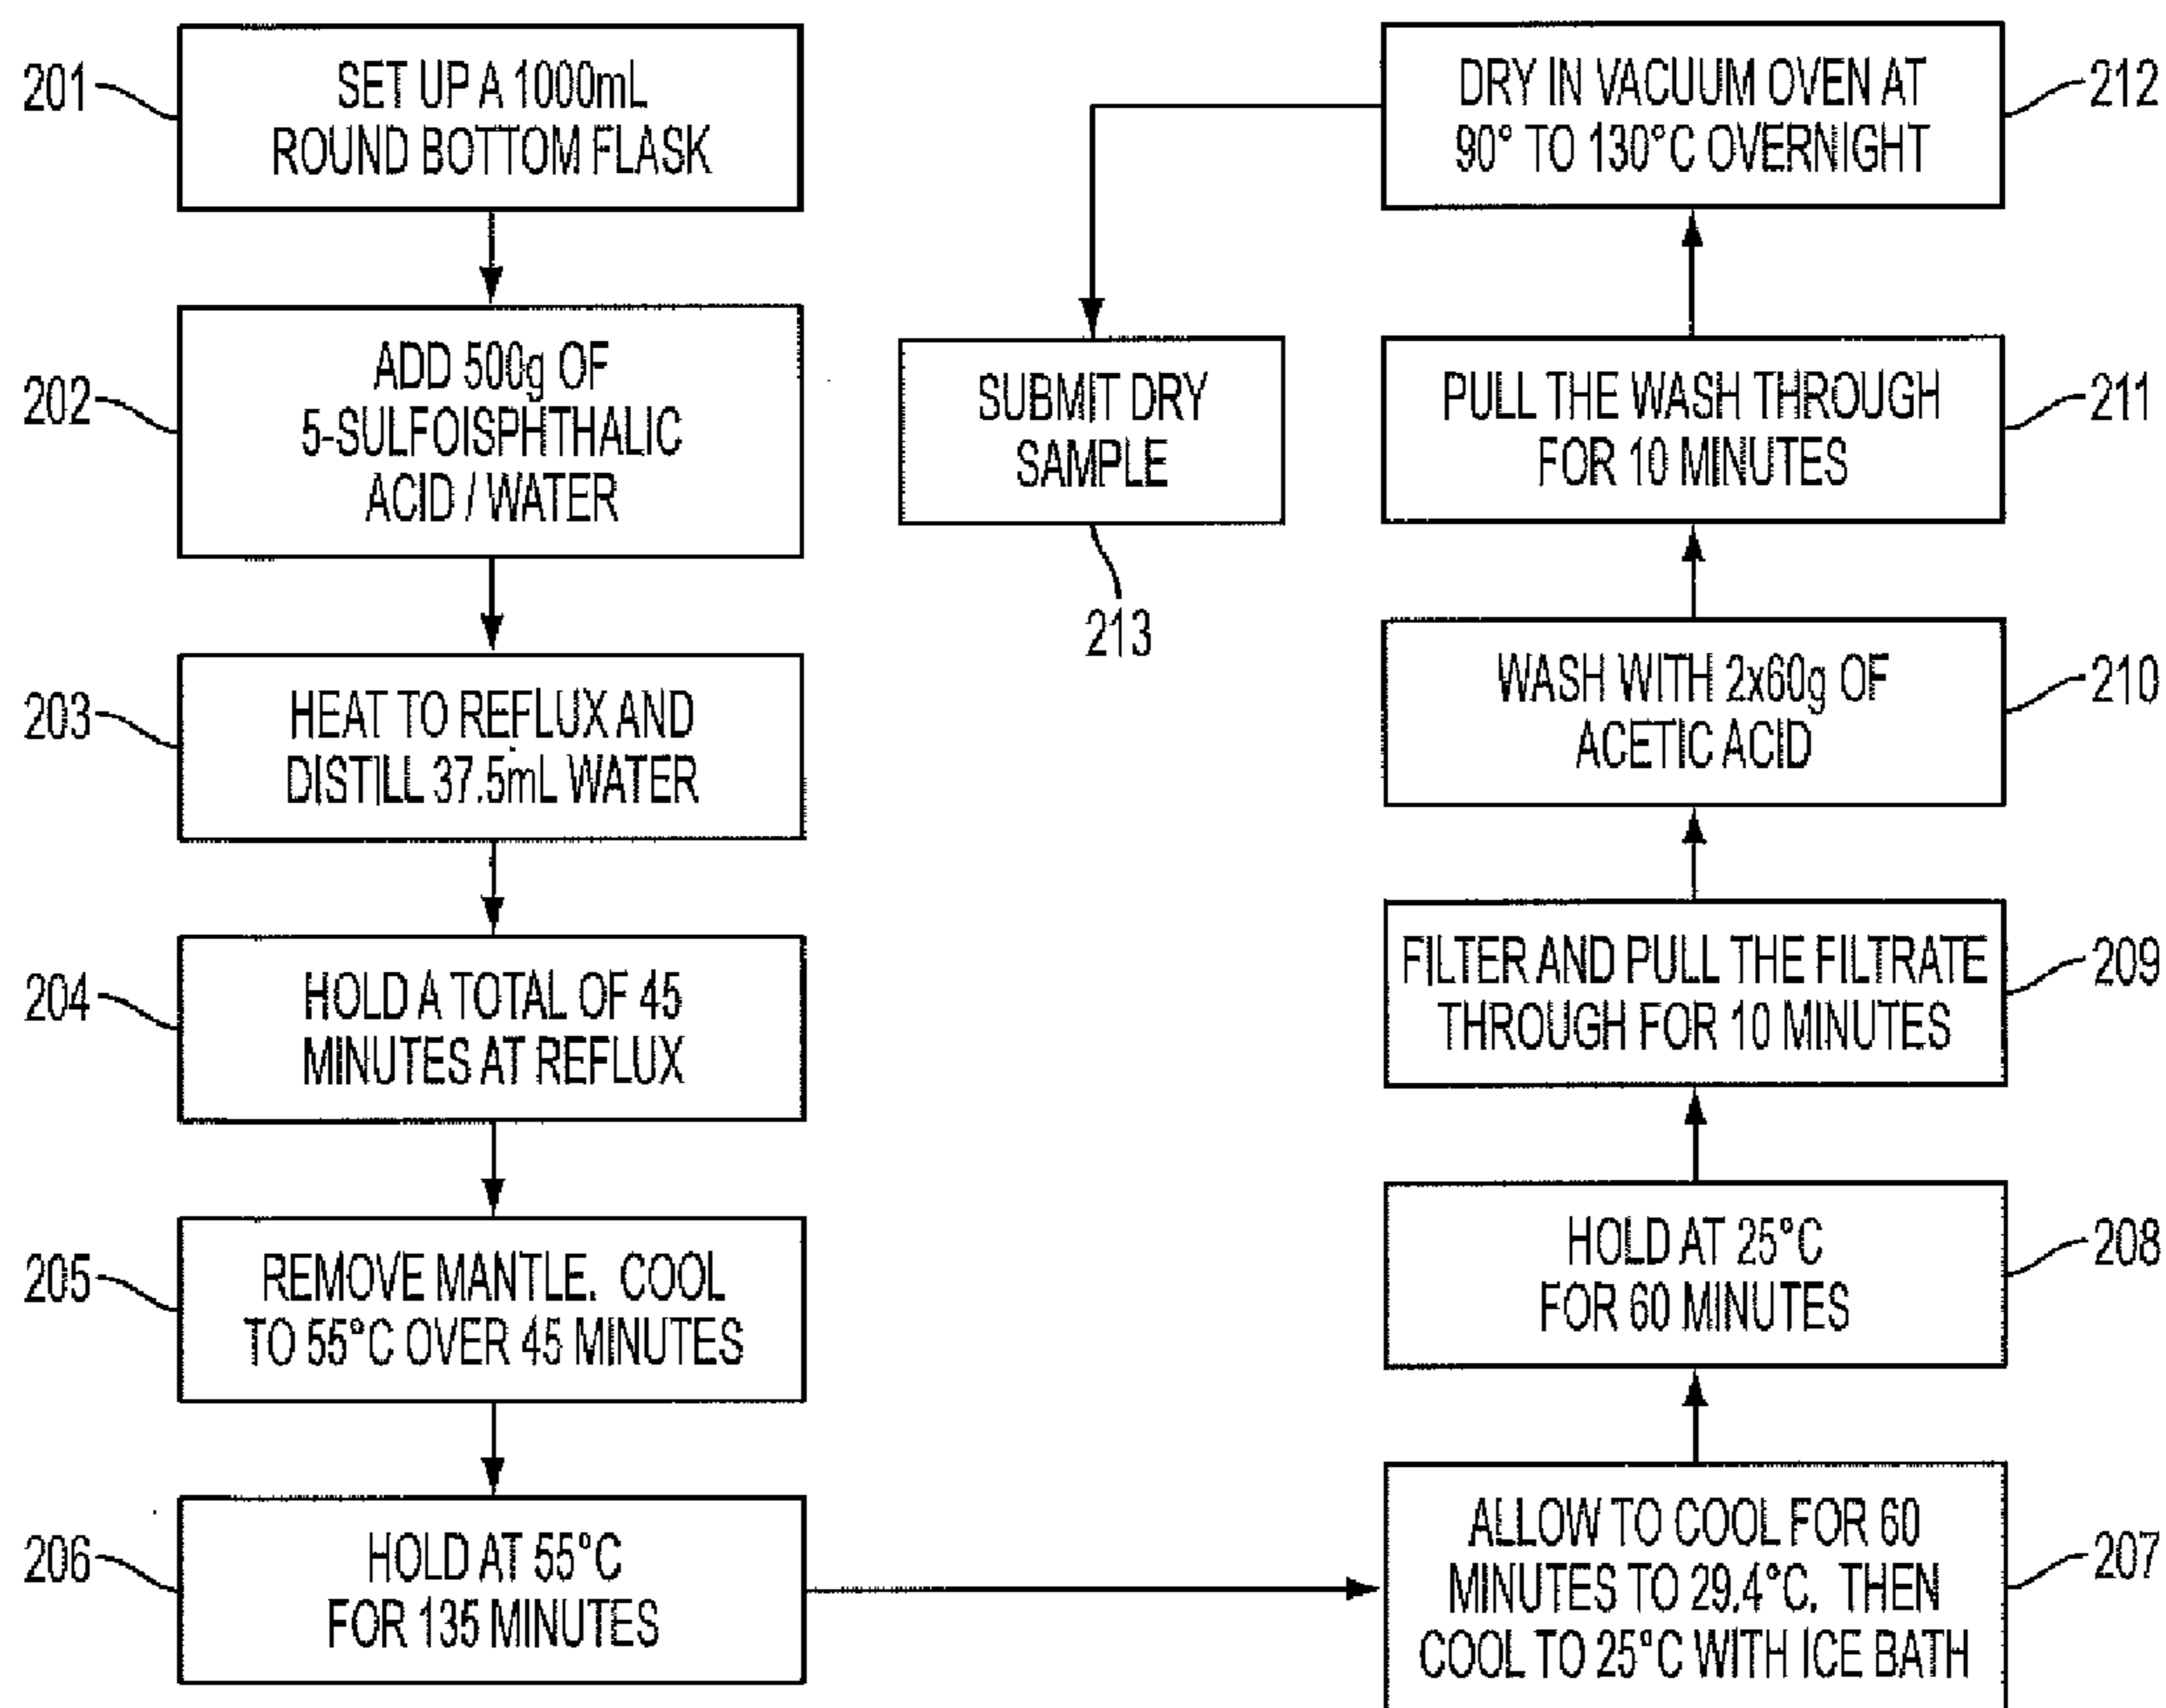 201
SET UP A 1000mL
ROUND BOTTOM FLASK
202
ADD 500g OF
5-SULFOISPHTHALIC
ACID / WATER
203
HEAT TO REFLUX AND
DISTILL 37.5mL WATER
204
HOLD A TOTAL OF 45
MINUTES AT REFLUX
205
REMOVE MANTLE. COOL
TO 55°C OVER 45 MINUTES
206
HOLD AT 55°C
FOR 135 MINUTES
ALLOW TO COOL FOR 60
MINUTES TO 29.4°C. THEN
COOL TO 25°C WITH ICE BATH
207
HOLD AT 25°C
FOR 60 MINUTES
208
FILTER AND PULL THE FILTRATE
THROUGH FOR 10 MINUTES
209
WASH WITH 2x60g OF
ACETIC ACID
210
PULL THE WASH THROUGH
FOR 10 MINUTES
211
DRY IN VACUUM OVEN AT
90° TO 130°C OVERNIGHT
212
SUBMIT DRY
SAMPLE
213